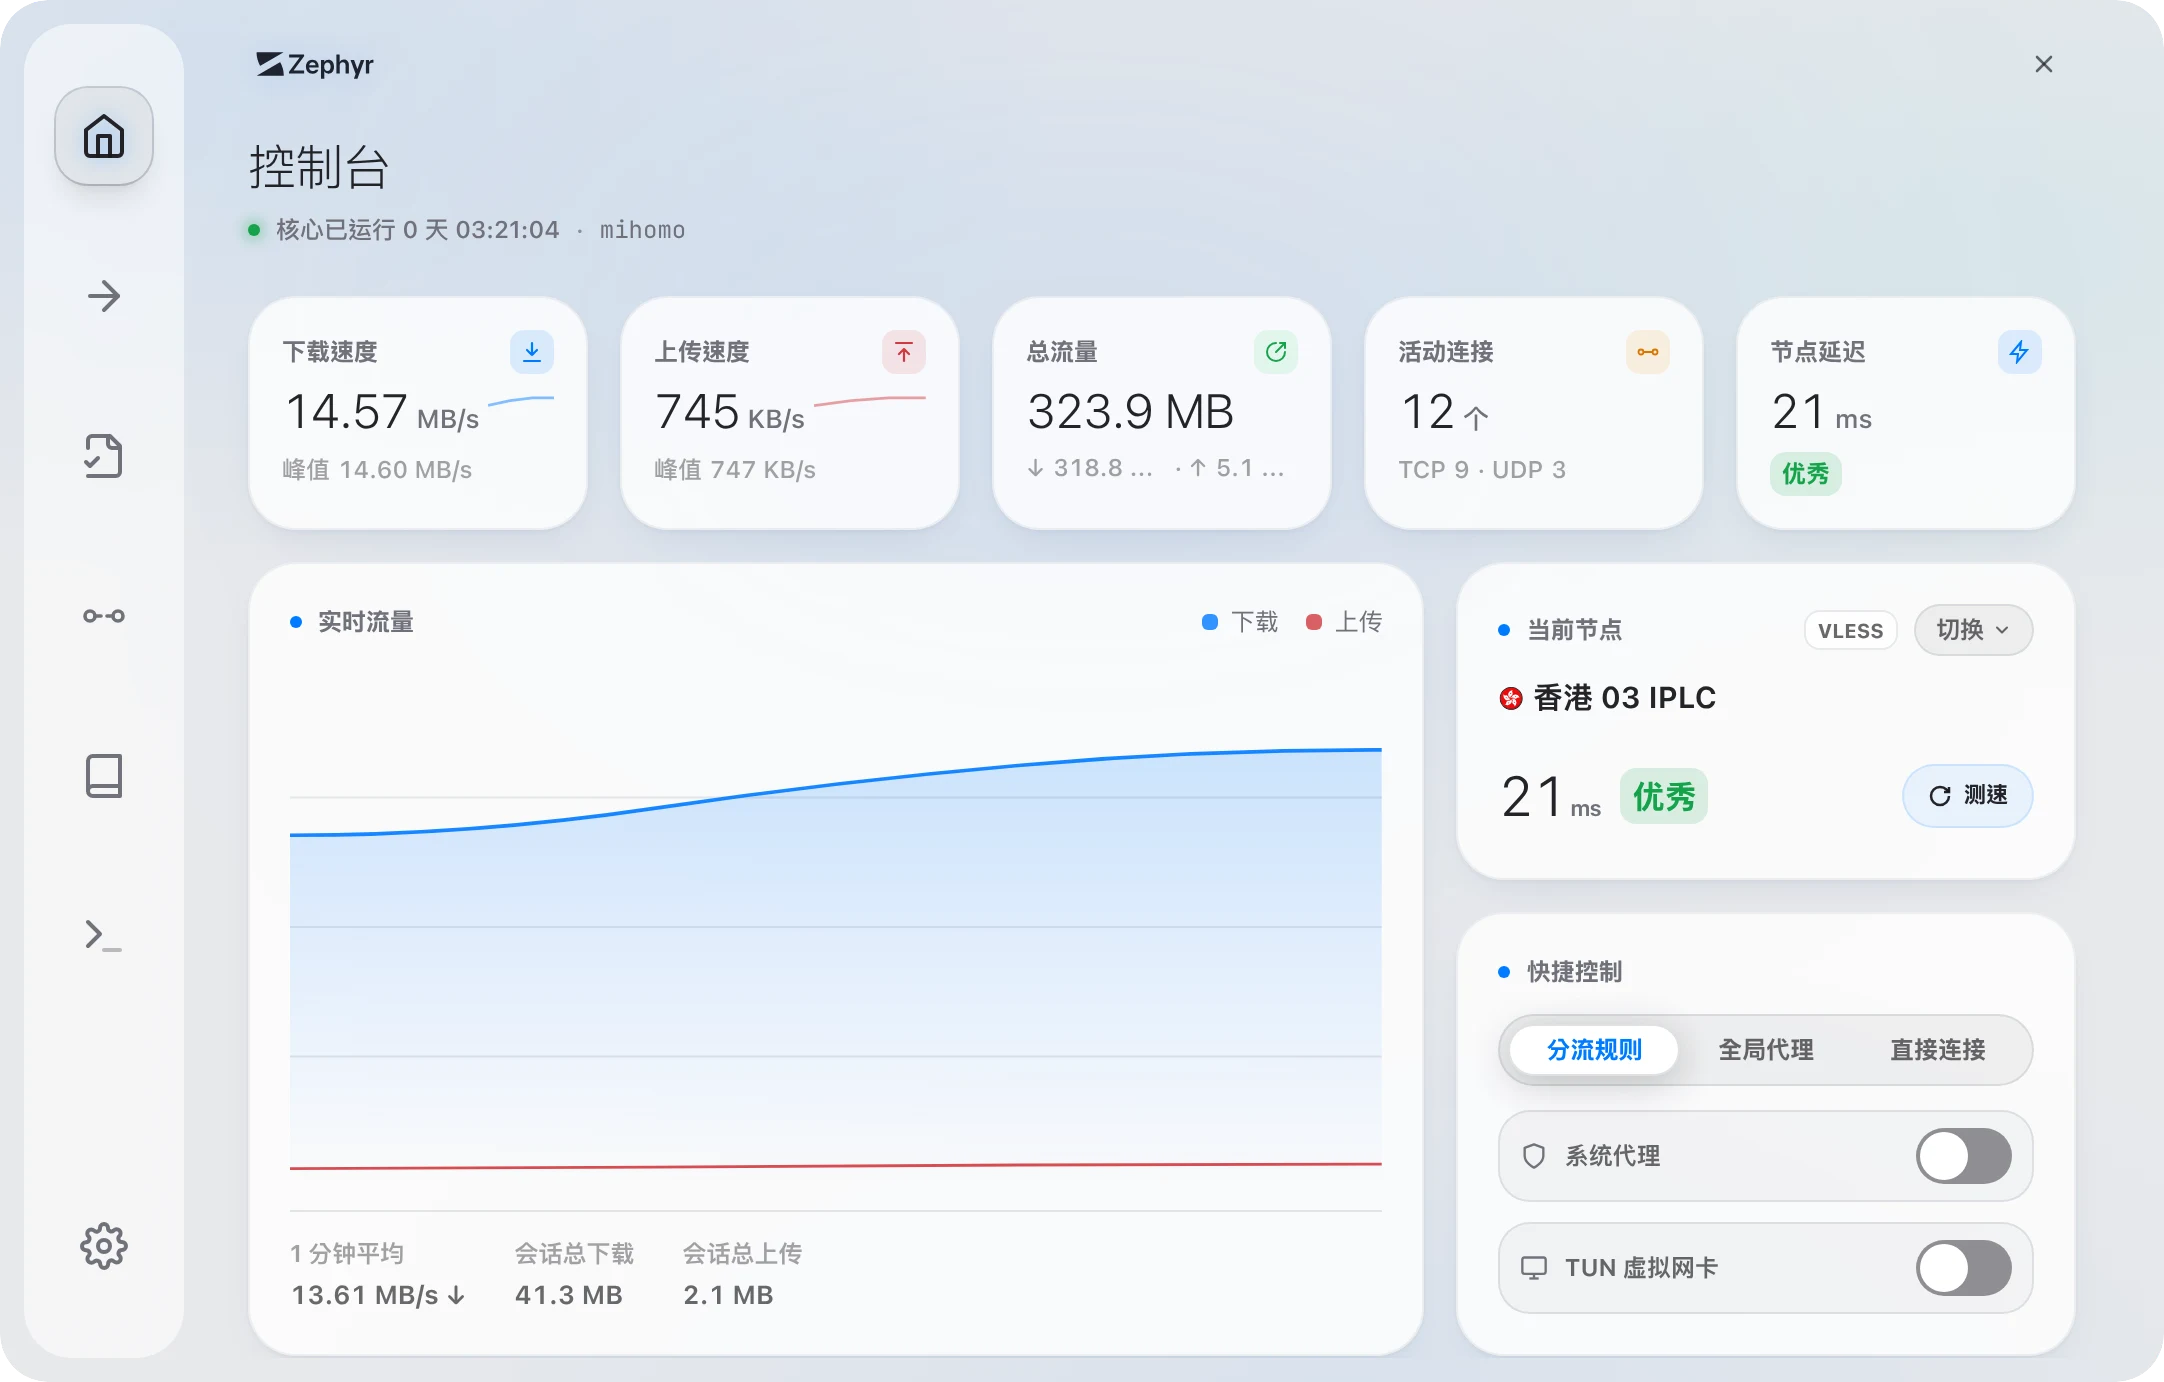 Zephyr
控制台
核心已运行 0 天 03:21:04 · mihomo
下载速度
14.57 MB/s
峰值 14.60 MB/s
上传速度
745 KB/s
峰值 747 KB/s
总流量
323.9 MB
↓ 318.8 ... · ↑ 5.1 ...
活动连接
12 个
TCP 9 · UDP 3
节点延迟
21 ms
优秀
实时流量
下载 上传
1 分钟平均
13.61 MB/s ↓
会话总下载
41.3 MB
会话总上传
2.1 MB
当前节点
VLESS
切换
香港 03 IPLC
21 ms 优秀
测速
快捷控制
分流规则 全局代理 直接连接
系统代理
TUN 虚拟网卡